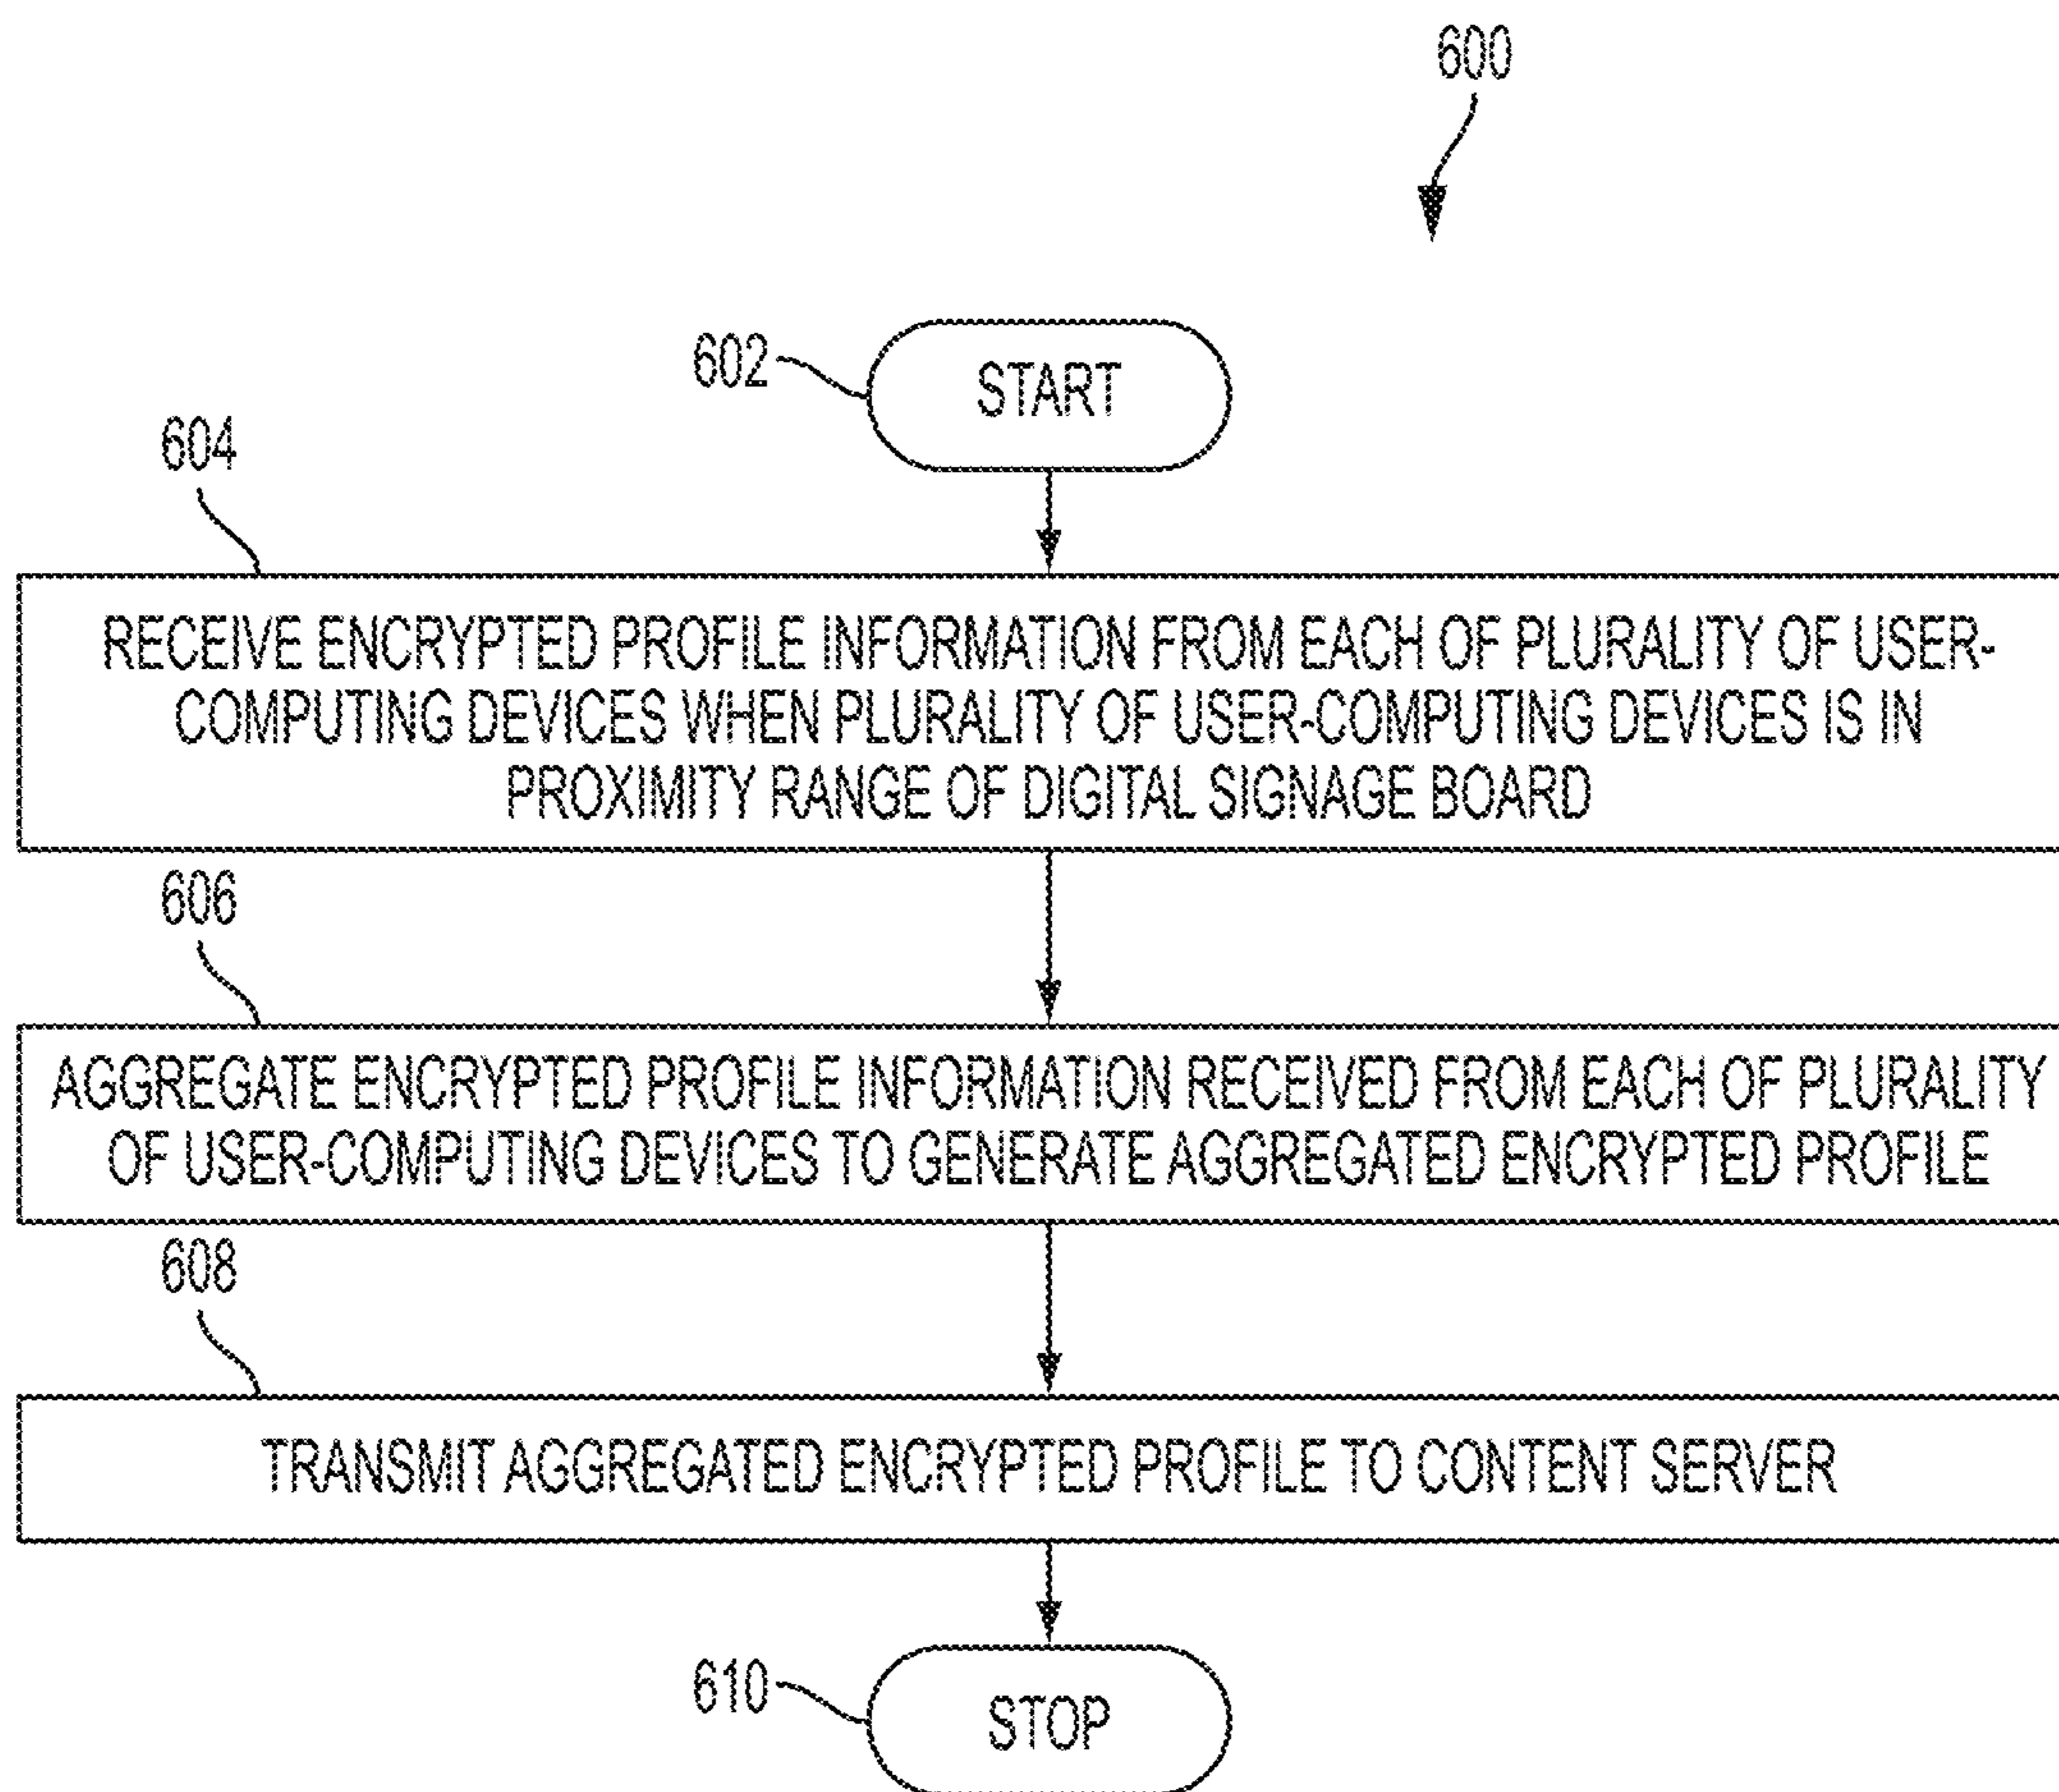 600
602
START
604
RECEIVE ENCRYPTED PROFILE INFORMATION FROM EACH OF PLURALITY OF USER-
COMPUTING DEVICES WHEN PLURALITY OF USER-COMPUTING DEVICES IS IN
PROXIMITY RANGE OF DIGITAL SIGNAGE BOARD
606
AGGREGATE ENCRYPTED PROFILE INFORMATION RECEIVED FROM EACH OF PLURALITY
OF USER-COMPUTING DEVICES TO GENERATE AGGREGATED ENCRYPTED PROFILE
608
TRANSMIT AGGREGATED ENCRYPTED PROFILE TO CONTENT SERVER
610
STOP